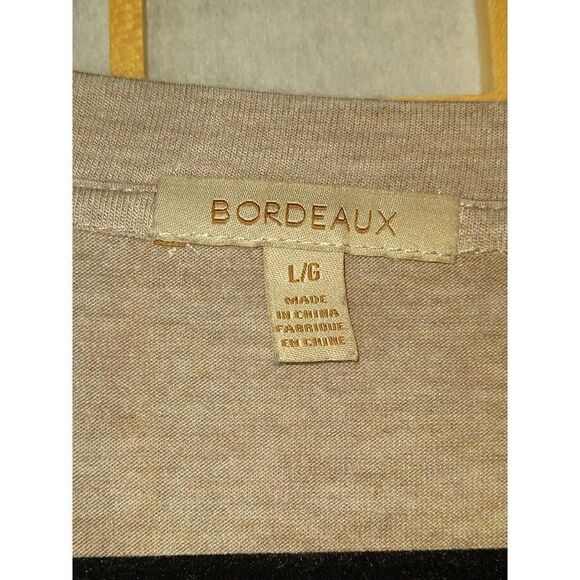 BORDEAUX
L/G
MADE
IN CHINA
FABRIQUE
EN CHINE